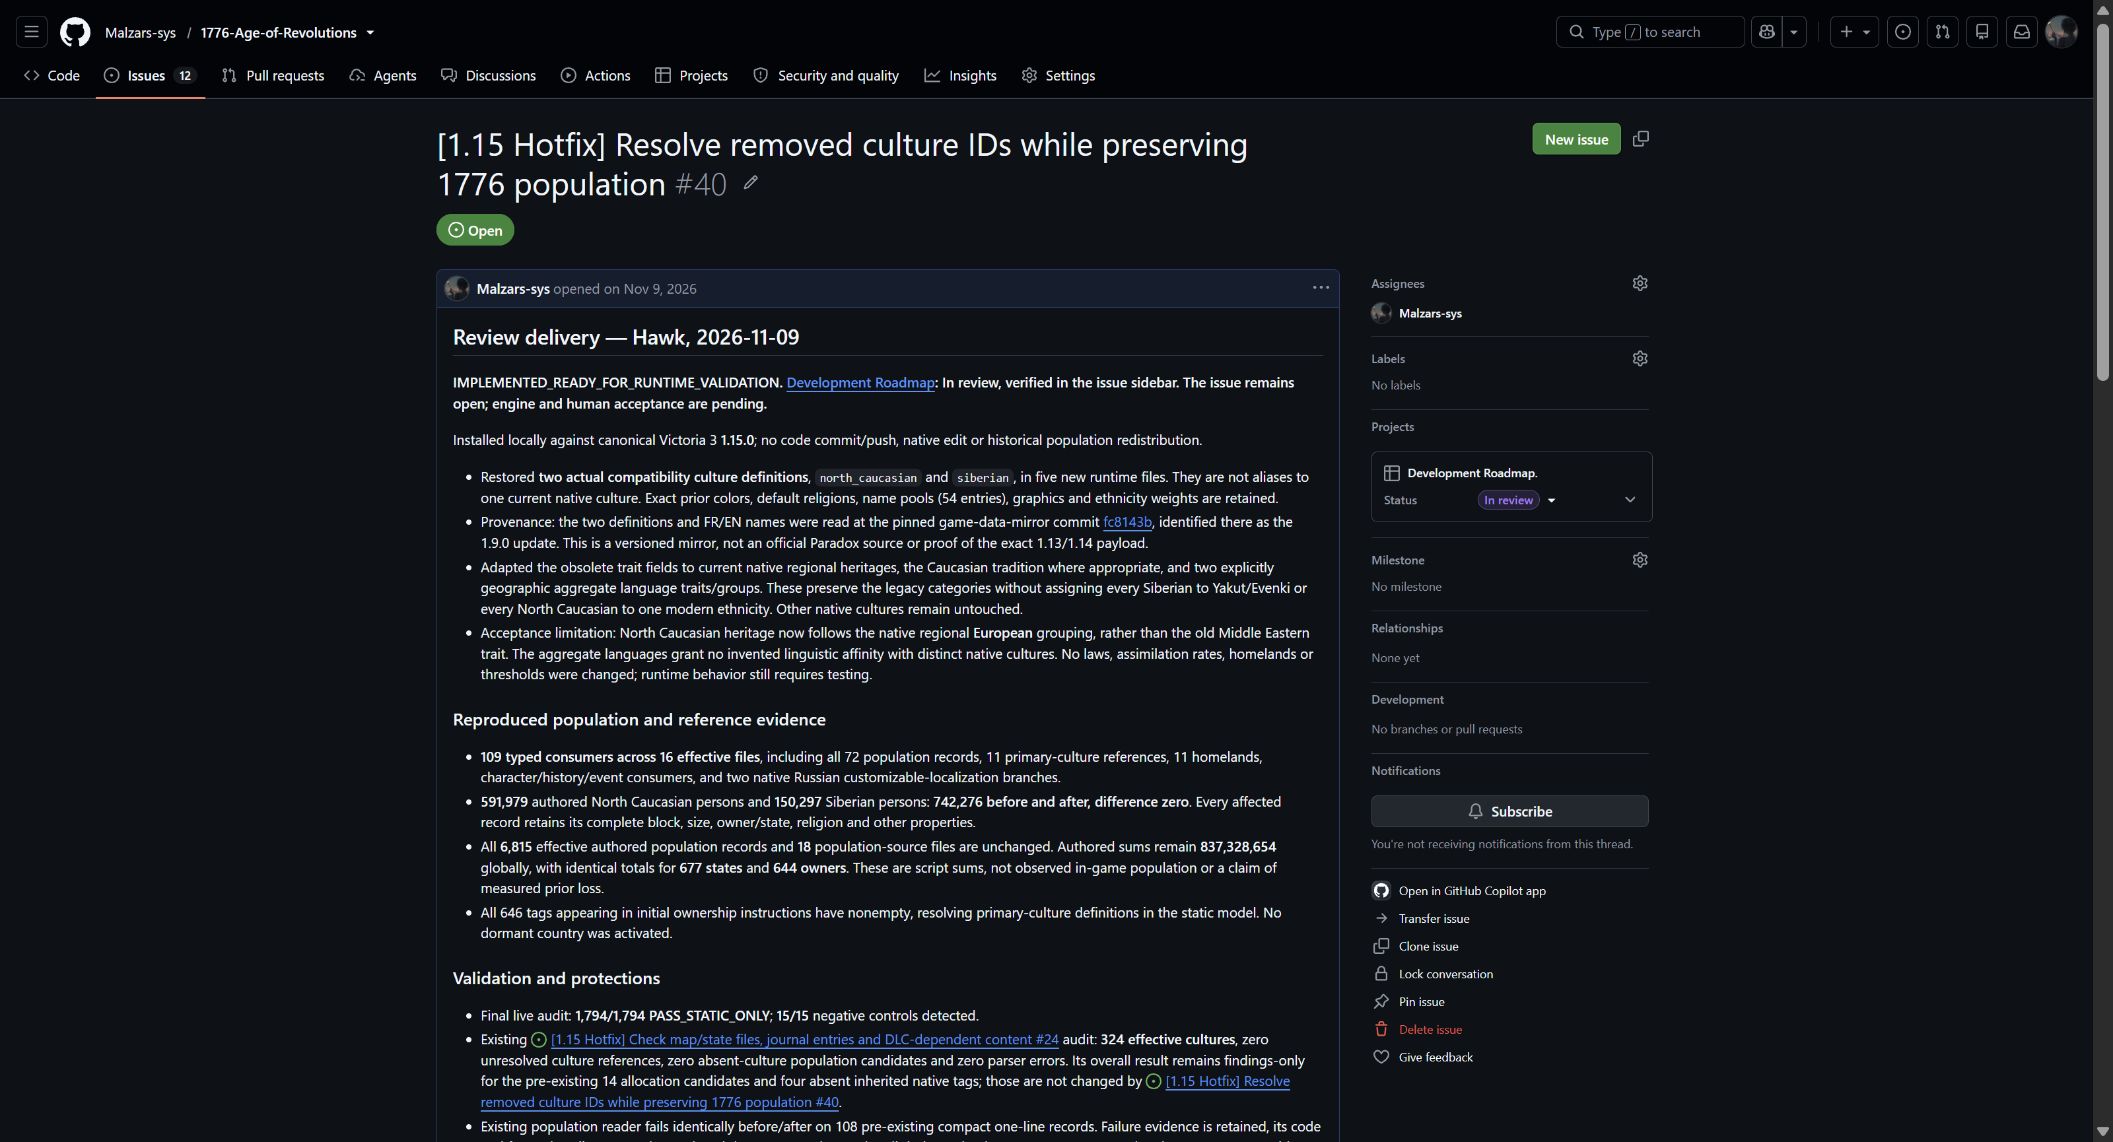 Malzars-sys / 1776-Age-of-Revolutions
Type / to search
Code
Issues 12
Pull requests
Agents
Discussions
Actions
Projects
Security and quality
Insights
Settings
[1.15 Hotfix] Resolve removed culture IDs while preserving
1776 population #40
New issue
Open
Malzars-sys opened on Nov 9, 2026
Review delivery — Hawk, 2026-11-09
IMPLEMENTED_READY_FOR_RUNTIME_VALIDATION. Development Roadmap: In review, verified in the issue sidebar. The issue remains
open; engine and human acceptance are pending.
Installed locally against canonical Victoria 3 1.15.0; no code commit/push, native edit or historical population redistribution.
• Restored two actual compatibility culture definitions, north_caucasian and siberian, in five new runtime files. They are not aliases to
one current native culture. Exact prior colors, default religions, name pools (54 entries), graphics and ethnicity weights are retained.
• Provenance: the two definitions and FR/EN names were read at the pinned game-data-mirror commit fc8143b, identified there as the
1.9.0 update. This is a versioned mirror, not an official Paradox source or proof of the exact 1.13/1.14 payload.
• Adapted the obsolete trait fields to current native regional heritages, the Caucasian tradition where appropriate, and two explicitly
geographic aggregate language traits/groups. These preserve the legacy categories without assigning every Siberian to Yakut/Evenki or
every North Caucasian to one modern ethnicity. Other native cultures remain untouched.
• Acceptance limitation: North Caucasian heritage now follows the native regional European grouping, rather than the old Middle Eastern
trait. The aggregate languages grant no invented linguistic affinity with distinct native cultures. No laws, assimilation rates, homelands or
thresholds were changed; runtime behavior still requires testing.
Reproduced population and reference evidence
• 109 typed consumers across 16 effective files, including all 72 population records, 11 primary-culture references, 11 homelands,
character/history/event consumers, and two native Russian customizable-localization branches.
• 591,979 authored North Caucasian persons and 150,297 Siberian persons: 742,276 before and after, difference zero. Every affected
record retains its complete block, size, owner/state, religion and other properties.
• All 6,815 effective authored population records and 18 population-source files are unchanged. Authored sums remain 837,328,654
globally, with identical totals for 677 states and 644 owners. These are script sums, not observed in-game population or a claim of
measured prior loss.
• All 646 tags appearing in initial ownership instructions have nonempty, resolving primary-culture definitions in the static model. No
dormant country was activated.
Validation and protections
• Final live audit: 1,794/1,794 PASS_STATIC_ONLY; 15/15 negative controls detected.
• Existing [1.15 Hotfix] Check map/state files, journal entries and DLC-dependent content #24 audit: 324 effective cultures, zero
unresolved culture references, zero absent-culture population candidates and zero parser errors. Its overall result remains findings-only
for the pre-existing 14 allocation candidates and four absent inherited native tags; those are not changed by [1.15 Hotfix] Resolve
removed culture IDs while preserving 1776 population #40.
• Existing population reader fails identically before/after on 108 pre-existing compact one-line records. Failure evidence is retained, its code
Assignees
Malzars-sys
Labels
No labels
Projects
Development Roadmap.
Status In review
Milestone
No milestone
Relationships
None yet
Development
No branches or pull requests
Notifications
Subscribe
You're not receiving notifications from this thread.
Open in GitHub Copilot app
Transfer issue
Clone issue
Lock conversation
Pin issue
Delete issue
Give feedback